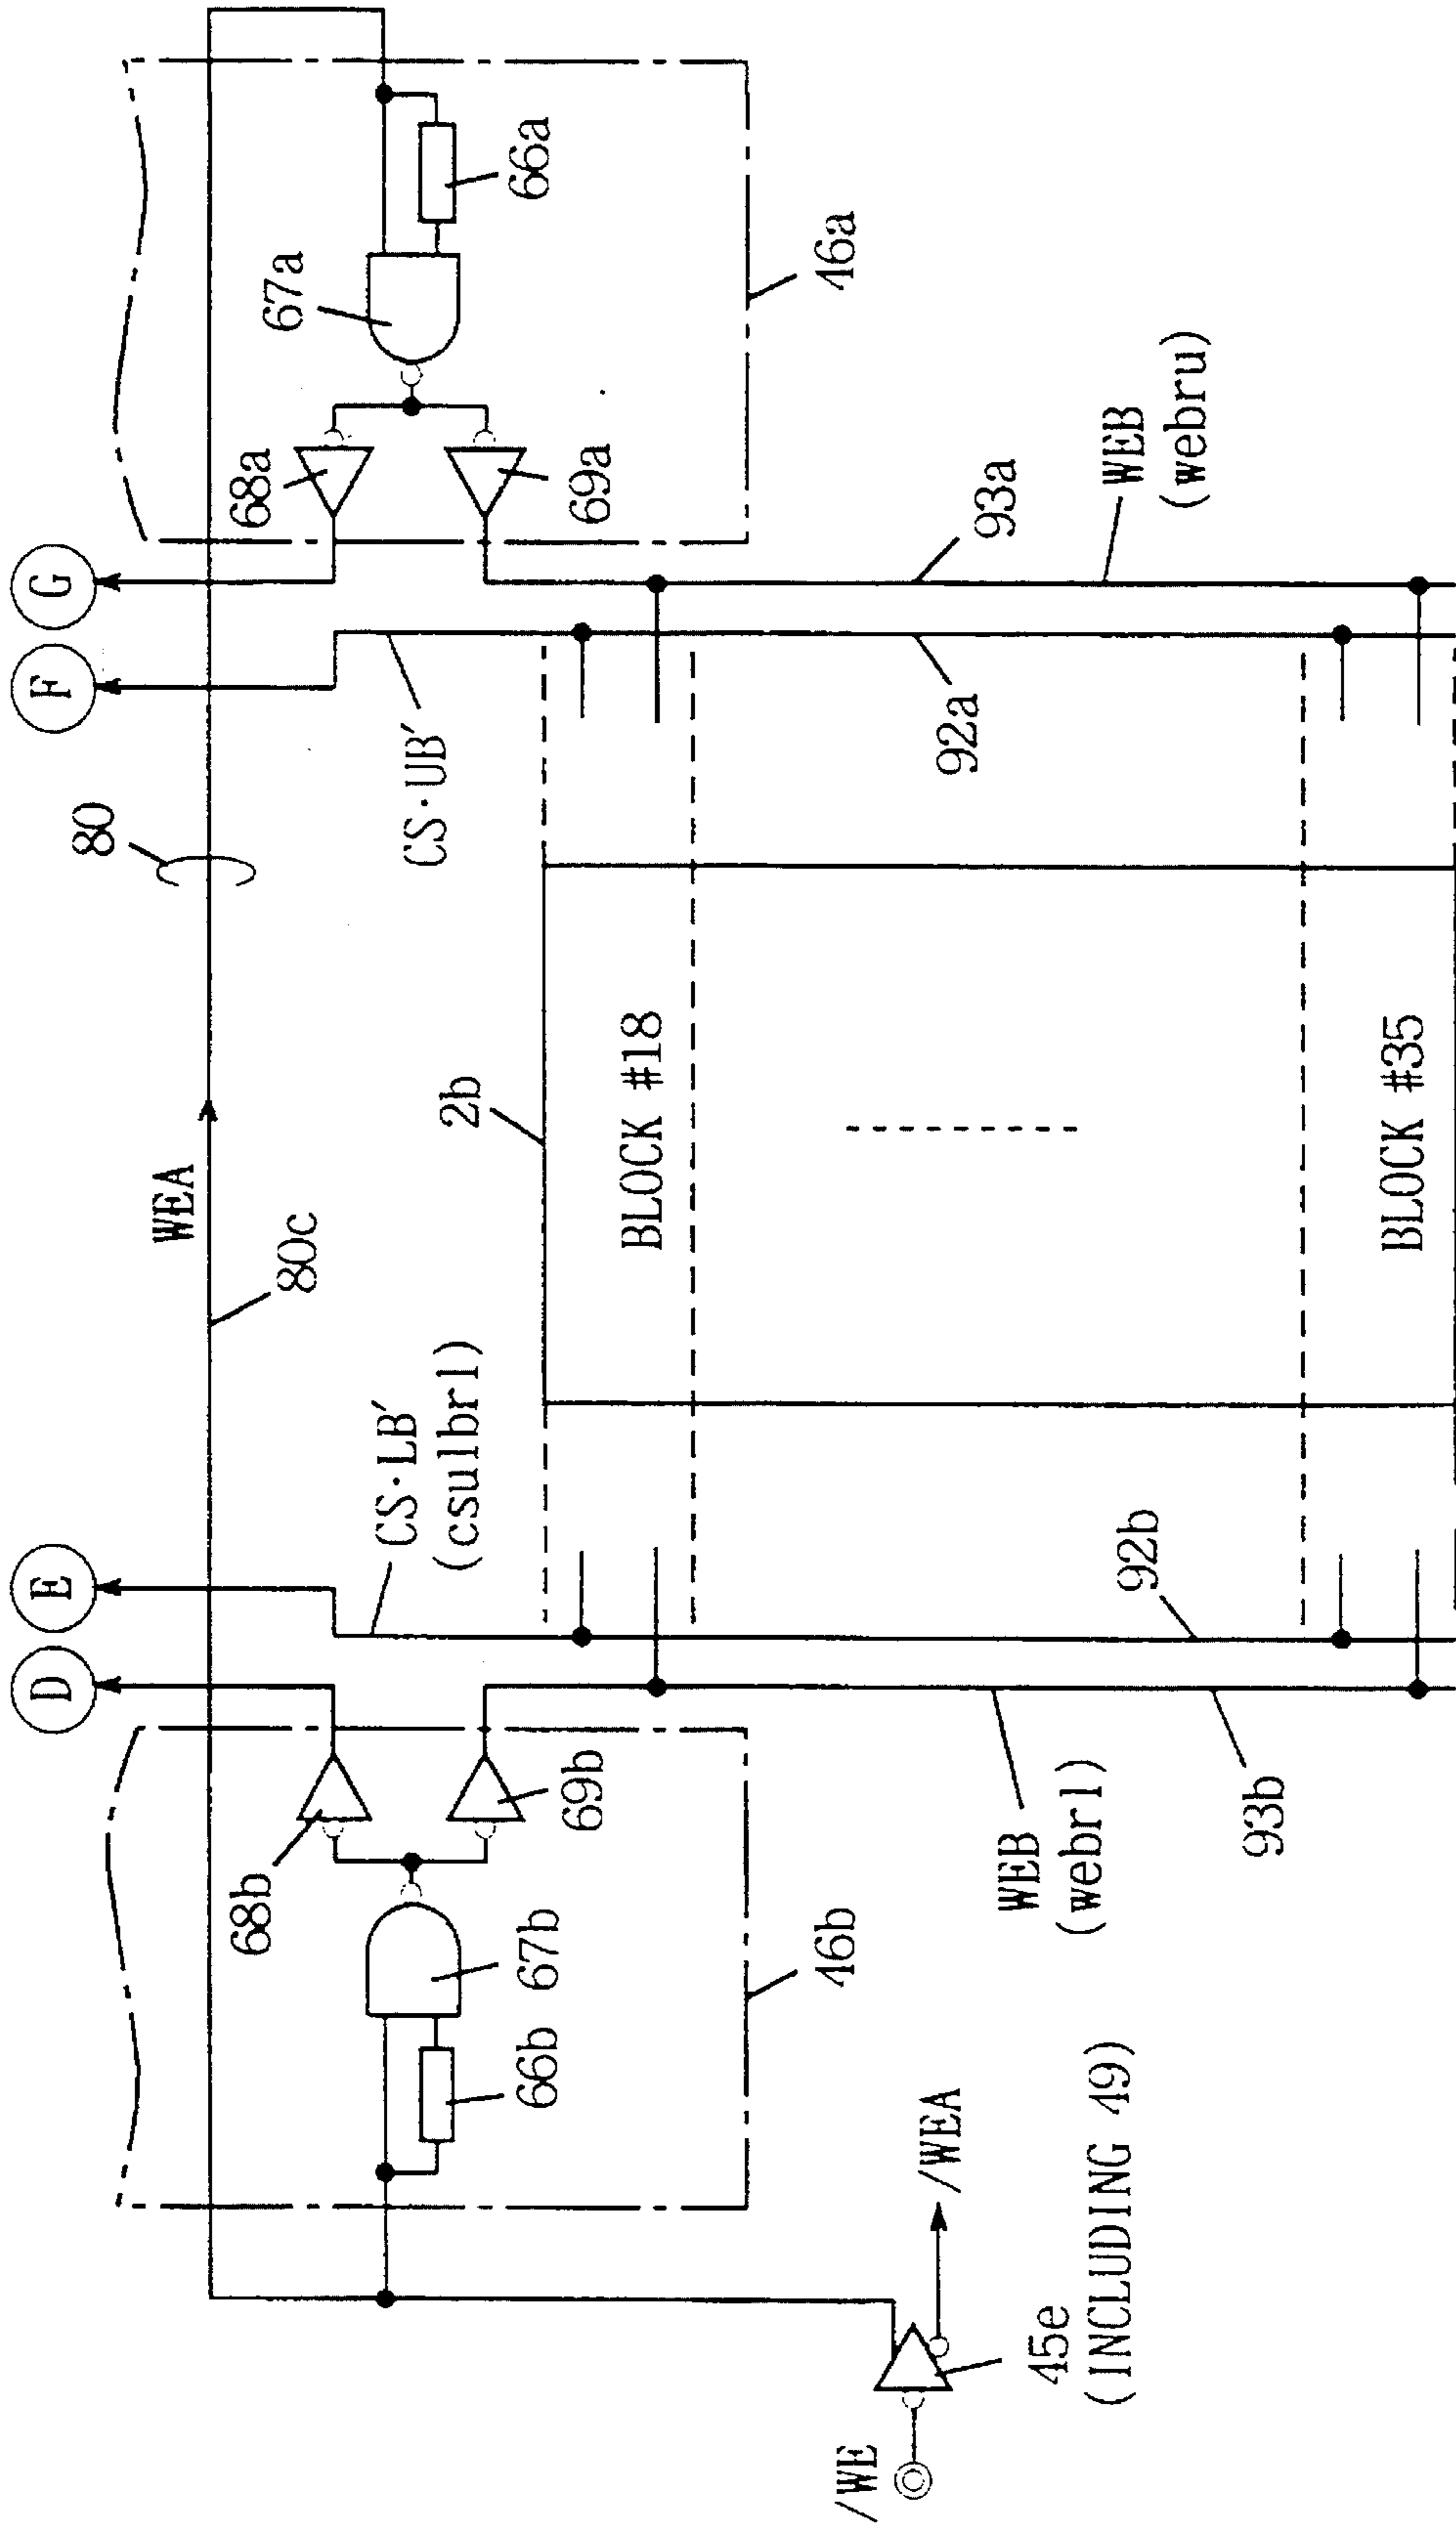 D
E
F
G
WEA
80
80c
CS·LB′
(csulbrl)
CS·UB′
68b
67b
66b
69b
46b
68a
67a
66a
69a
46a
2b
BLOCK #18
BLOCK #35
92b
92a
93b
93a
WEB
(webrl)
WEB
(webru)
/WE
/WEA
45e
(INCLUDING 49)